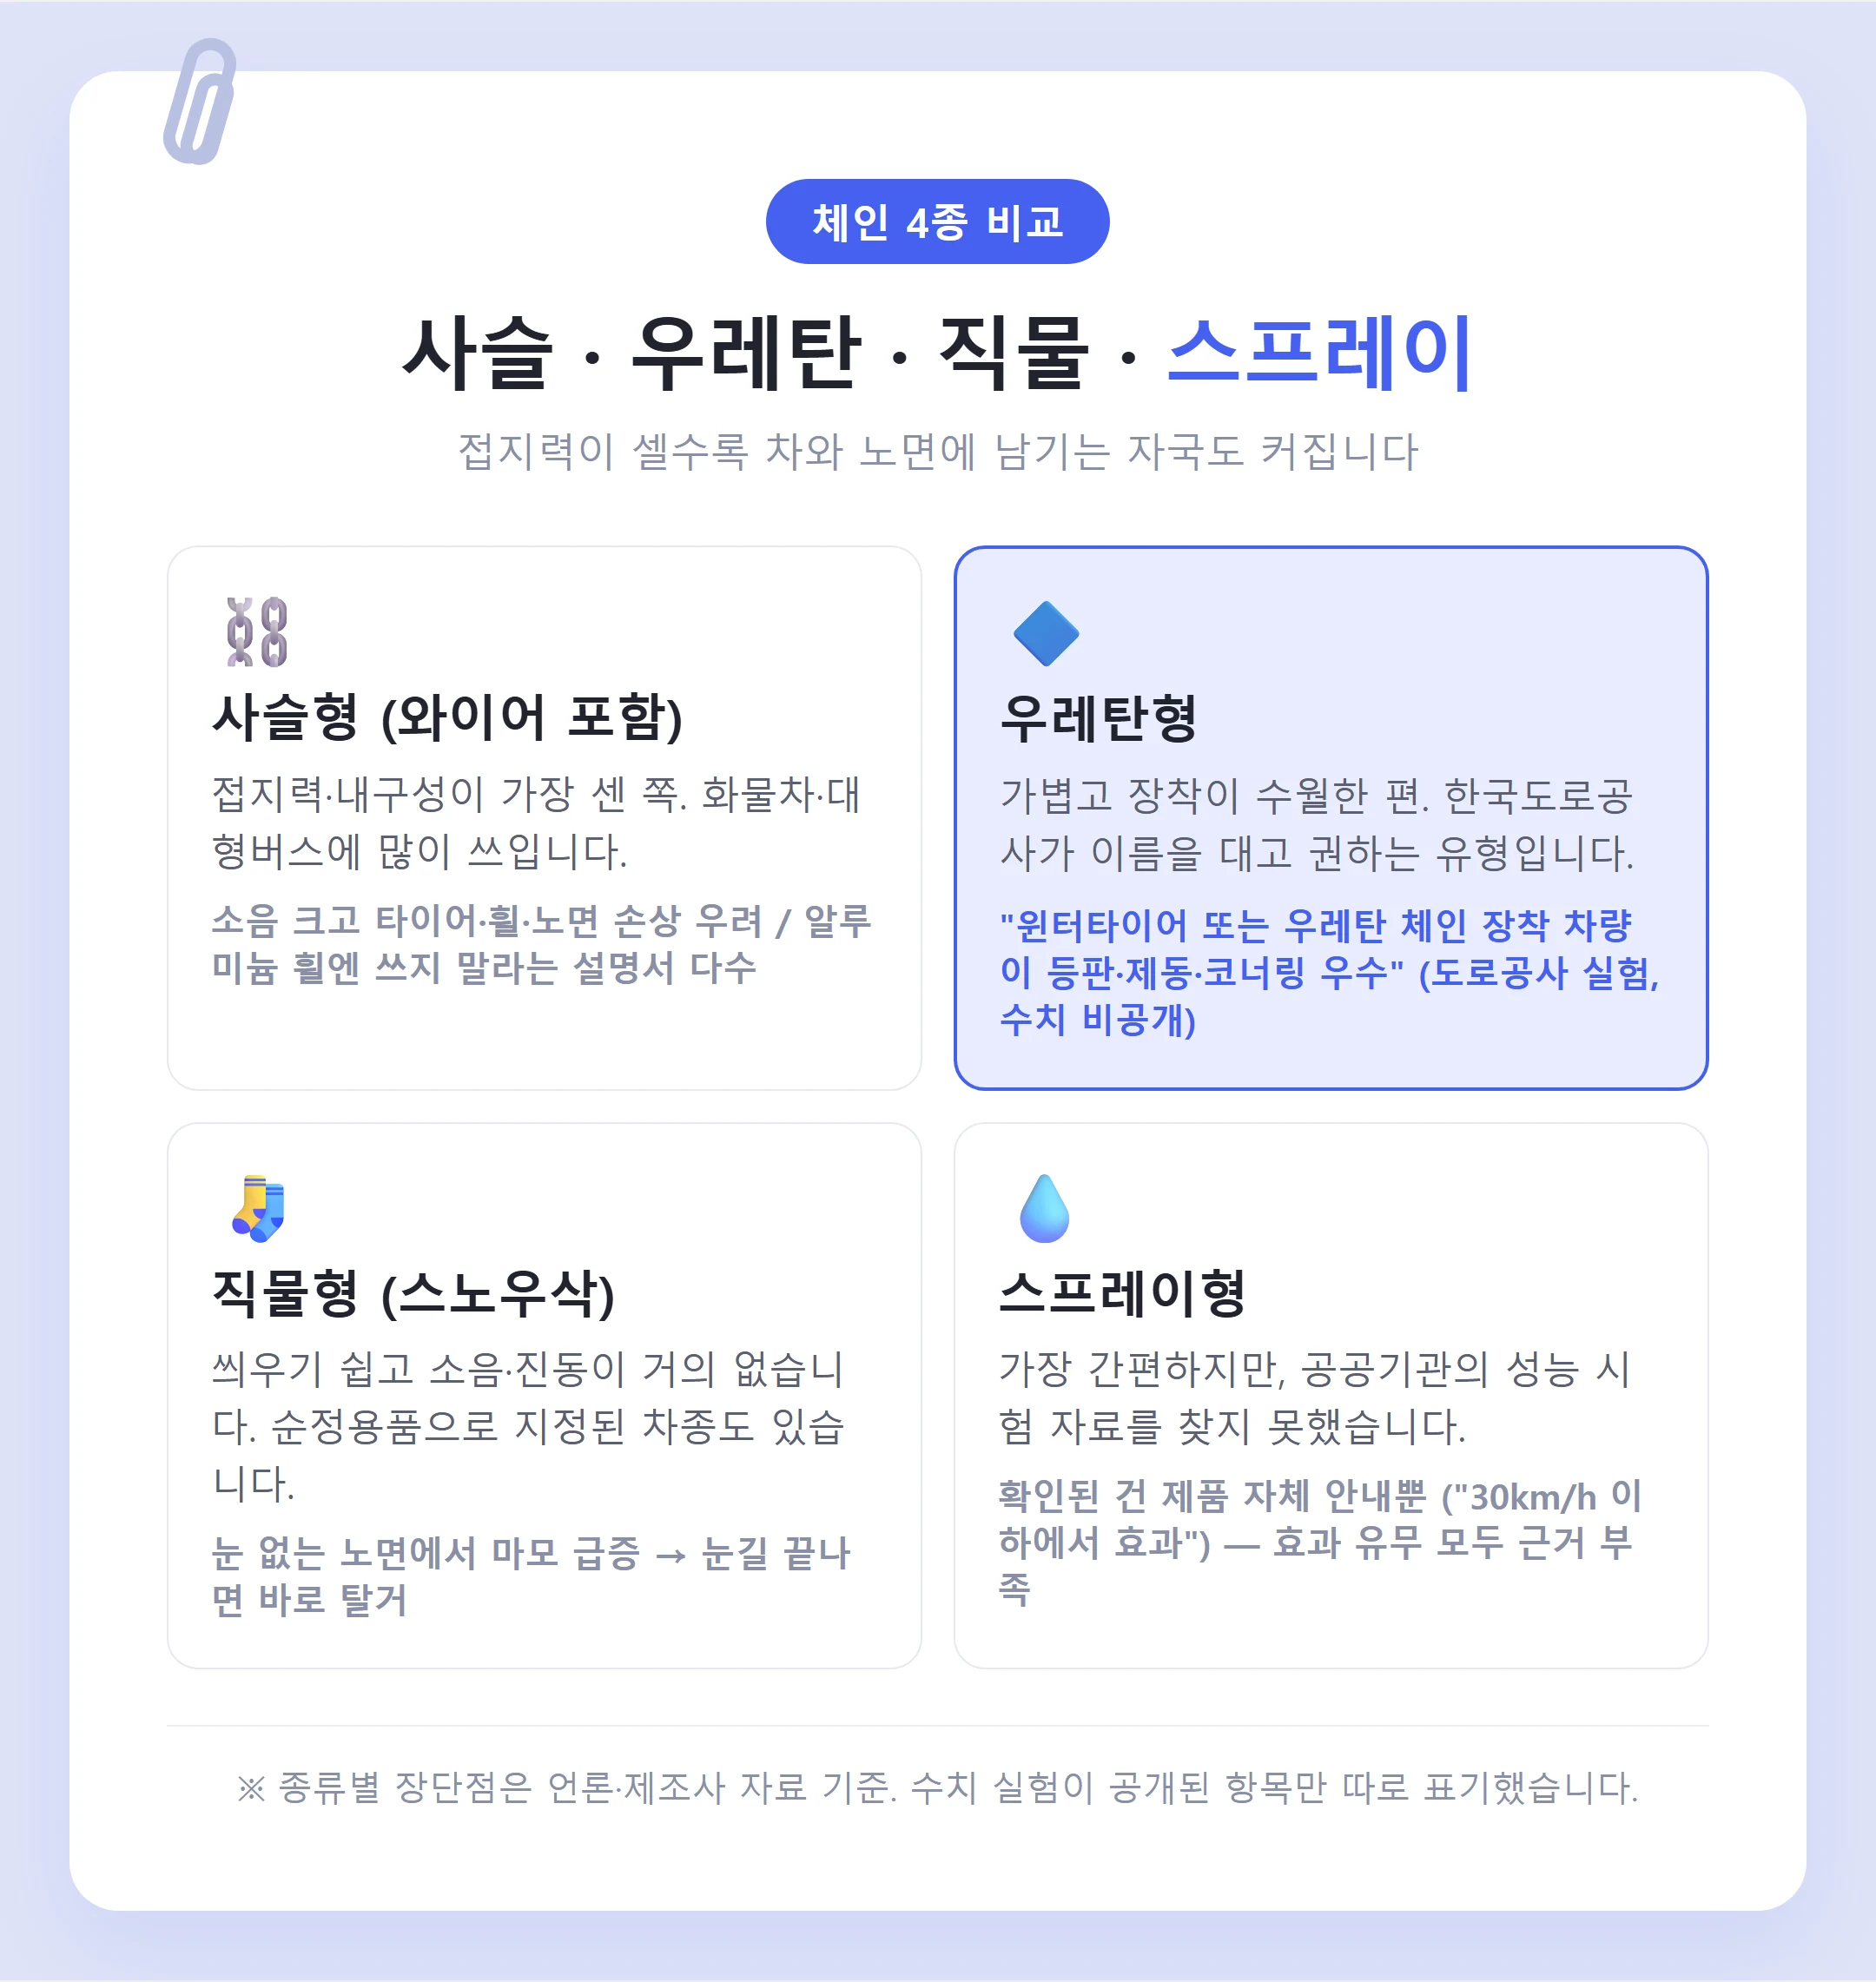 체인 4종 비교
사슬 · 우레탄 · 직물 · 스프레이
접지력이 셀수록 차와 노면에 남기는 자국도 커집니다
사슬형 (와이어 포함)
접지력·내구성이 가장 센 쪽. 화물차·대
형버스에 많이 쓰입니다.
소음 크고 타이어·휠·노면 손상 우려 / 알루
미늄 휠엔 쓰지 말라는 설명서 다수
우레탄형
가볍고 장착이 수월한 편. 한국도로공
사가 이름을 대고 권하는 유형입니다.
"윈터타이어 또는 우레탄 체인 장착 차량
이 등판·제동·코너링 우수" (도로공사 실험,
수치 비공개)
직물형 (스노우삭)
씌우기 쉽고 소음·진동이 거의 없습니
다. 순정용품으로 지정된 차종도 있습
니다.
눈 없는 노면에서 마모 급증 → 눈길 끝나
면 바로 탈거
스프레이형
가장 간편하지만, 공공기관의 성능 시
험 자료를 찾지 못했습니다.
확인된 건 제품 자체 안내뿐 ("30km/h 이
하에서 효과") — 효과 유무 모두 근거 부
족
※ 종류별 장단점은 언론·제조사 자료 기준. 수치 실험이 공개된 항목만 따로 표기했습니다.